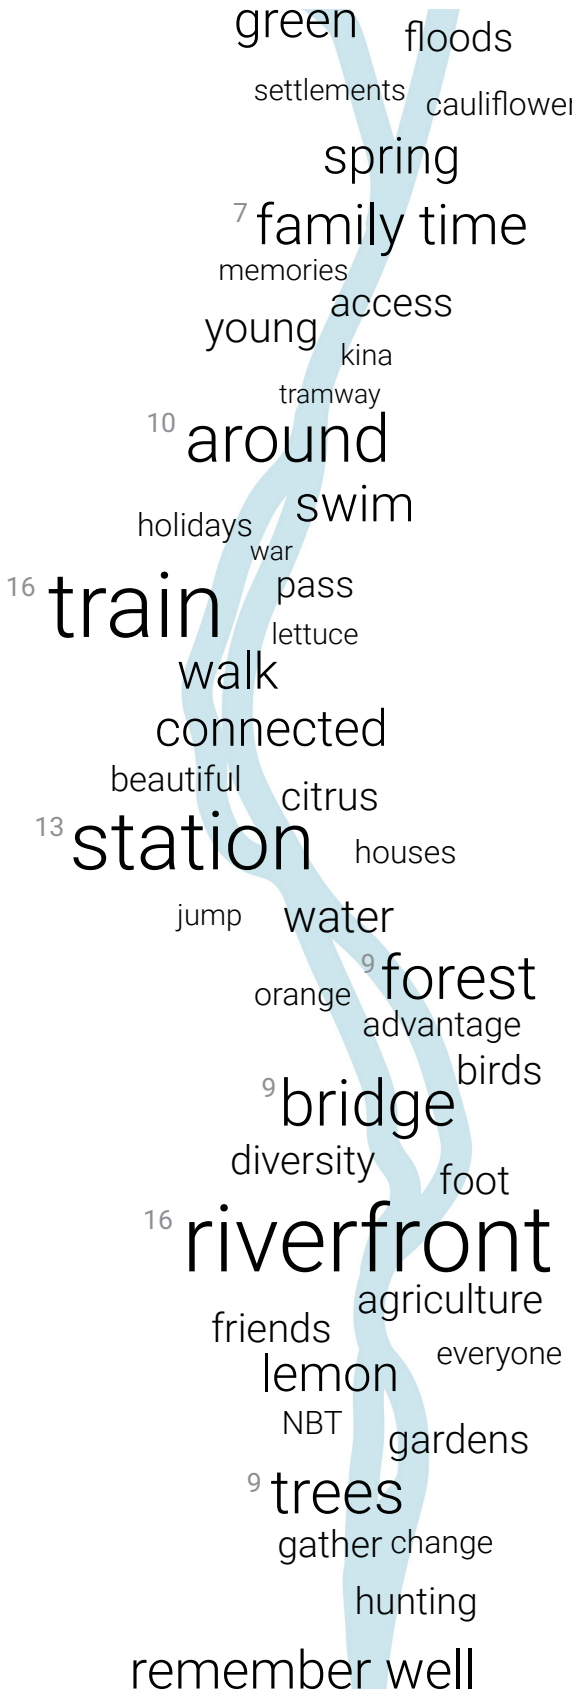 green
floods
settlements
cauliflower
spring
7 family time
memories
access
young
kina
tramway
10 around
swim
holidays
war
16 train
pass
lettuce
walk
connected
beautiful
citrus
13 station
houses
jump
water
9 forest
orange
advantage
birds
9 bridge
diversity
foot
16 riverfront
agriculture
friends
everyone
lemon
NBT
gardens
9 trees
gather change
hunting
remember well